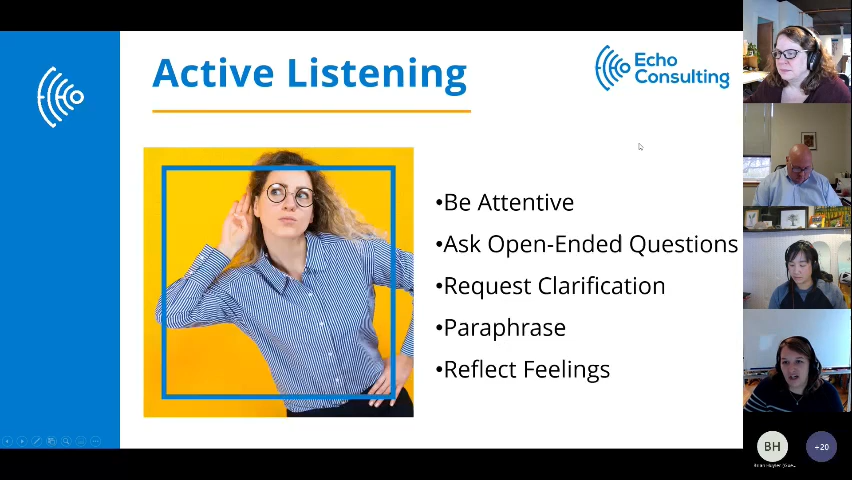 Active Listening
Echo
Consulting
•Be Attentive
•Ask Open-Ended Questions
•Request Clarification
•Paraphrase
•Reflect Feelings
BH
+20